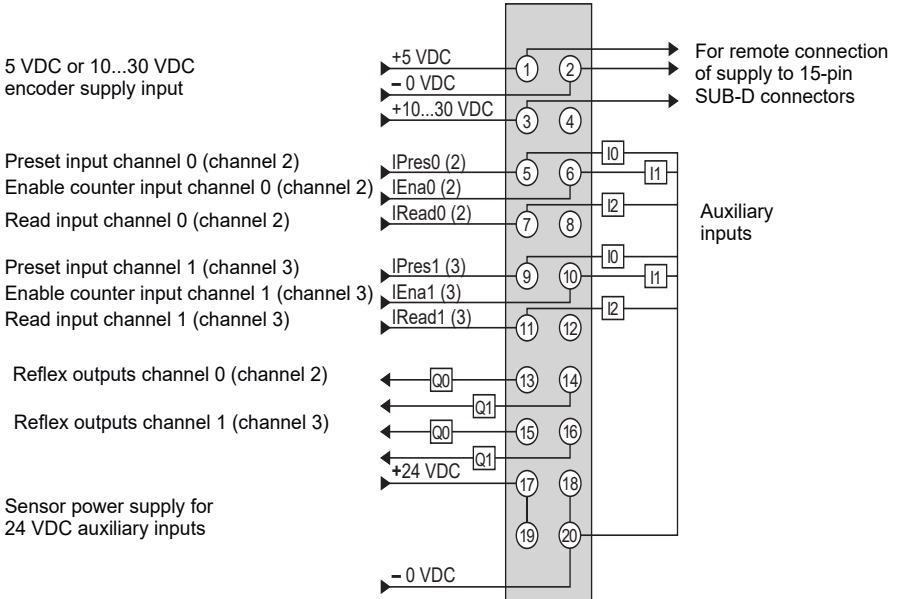 5 VDC or 10...30 VDC
encoder supply input
+5 VDC
– 0 VDC
+10...30 VDC
1
2
3
4
For remote connection
of supply to 15-pin
SUB-D connectors
Preset input channel 0 (channel 2)
IPres0 (2)
5
6
I0
I1
Enable counter input channel 0 (channel 2)
IEna0 (2)
Read input channel 0 (channel 2)
IRead0 (2)
7
8
I2
Auxiliary
inputs
Preset input channel 1 (channel 3)
IPres1 (3)
9
10
I0
I1
Enable counter input channel 1 (channel 3)
IEna1 (3)
Read input channel 1 (channel 3)
IRead1 (3)
11
12
I2
Reflex outputs channel 0 (channel 2)
Q0
13
14
Q1
Reflex outputs channel 1 (channel 3)
Q0
15
16
Q1
+24 VDC
17
18
Sensor power supply for
24 VDC auxiliary inputs
19
20
– 0 VDC